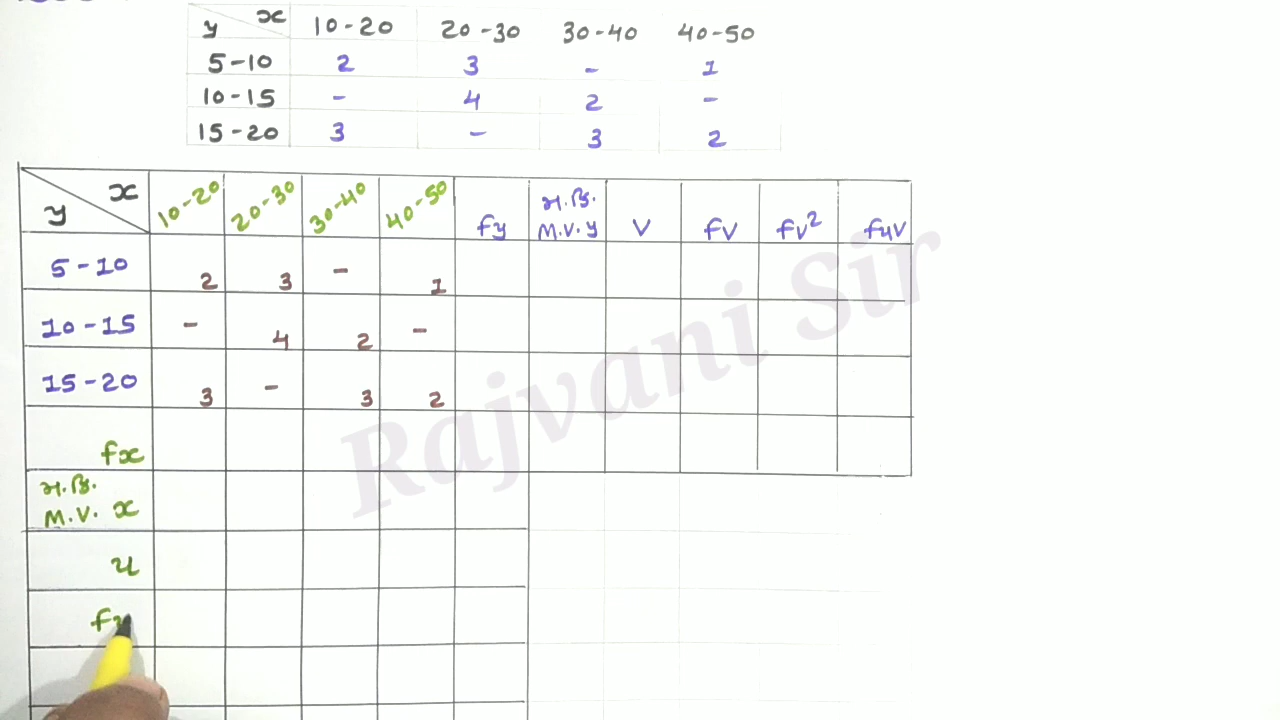 y x 10-20 20-30 30-40 40-50
5-10 2 3 - 1
10-15 - 4 2 -
15-20 3 - 3 2
y x 10-20 20-30 30-40 40-50 fy મ.કિ. M.V. y v fv fv² fuv
5-10 2 3 - 1
10-15 - 4 2 -
15-20 3 - 3 2
fx
મ.કિ.
M.V. x
u
Rajvani Sir